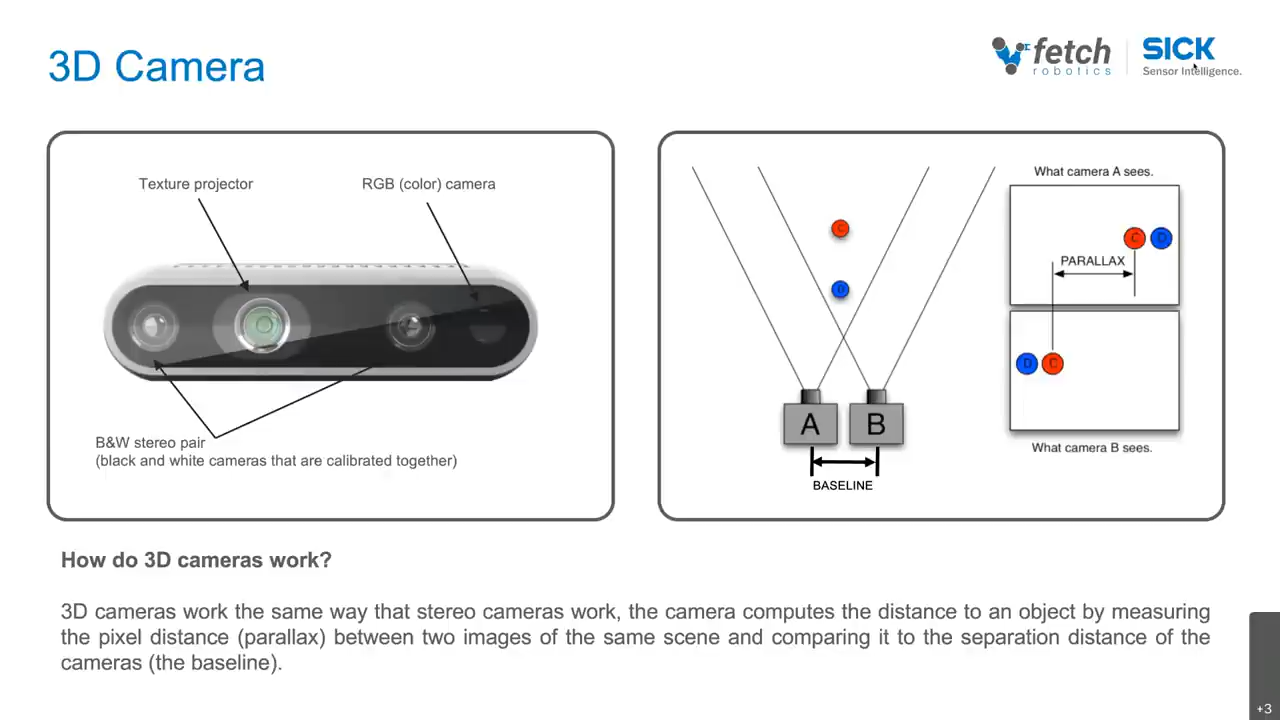 3D Camera
fetch
robotics
SICK
Sensor Intelligence.
Texture projector
RGB (color) camera
B&W stereo pair
(black and white cameras that are calibrated together)
C
D
A
B
BASELINE
What camera A sees.
C
D
PARALLAX
D
C
What camera B sees.
How do 3D cameras work?
3D cameras work the same way that stereo cameras work, the camera computes the distance to an object by measuring
the pixel distance (parallax) between two images of the same scene and comparing it to the separation distance of the
cameras (the baseline).
+3